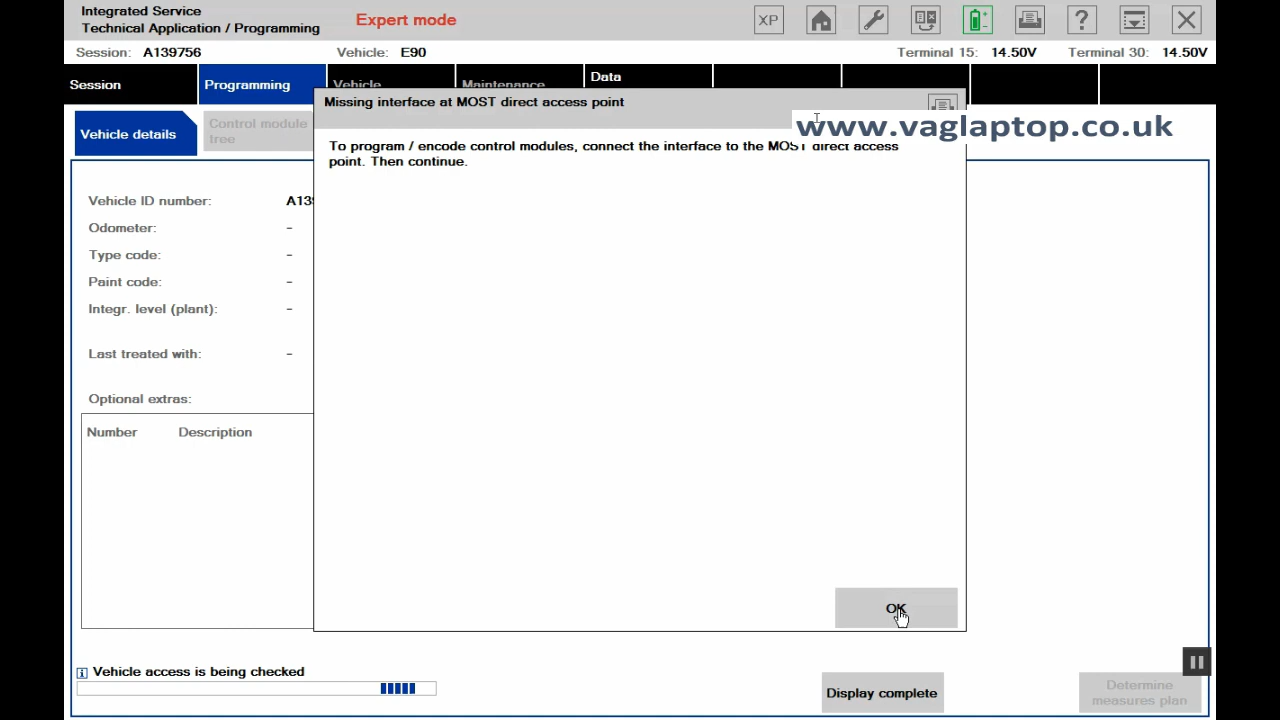 Integrated Service
Technical Application / Programming
Expert mode
XP
?
Session: A139756
Vehicle: E90
Terminal 15: 14.50V
Terminal 30: 14.50V
Session
Programming
Vehicle
Maintenance
Data
Missing interface at MOST direct access point
www.vaglaptop.co.uk
Vehicle details
Control module
tree
To program / encode control modules, connect the interface to the MOST direct access
point. Then continue.
Vehicle ID number: A139
Odometer: -
Type code: -
Paint code: -
Integr. level (plant): -
Last treated with: -
Optional extras:
Number Description
OK
i Vehicle access is being checked
Display complete
Determine
measures plan